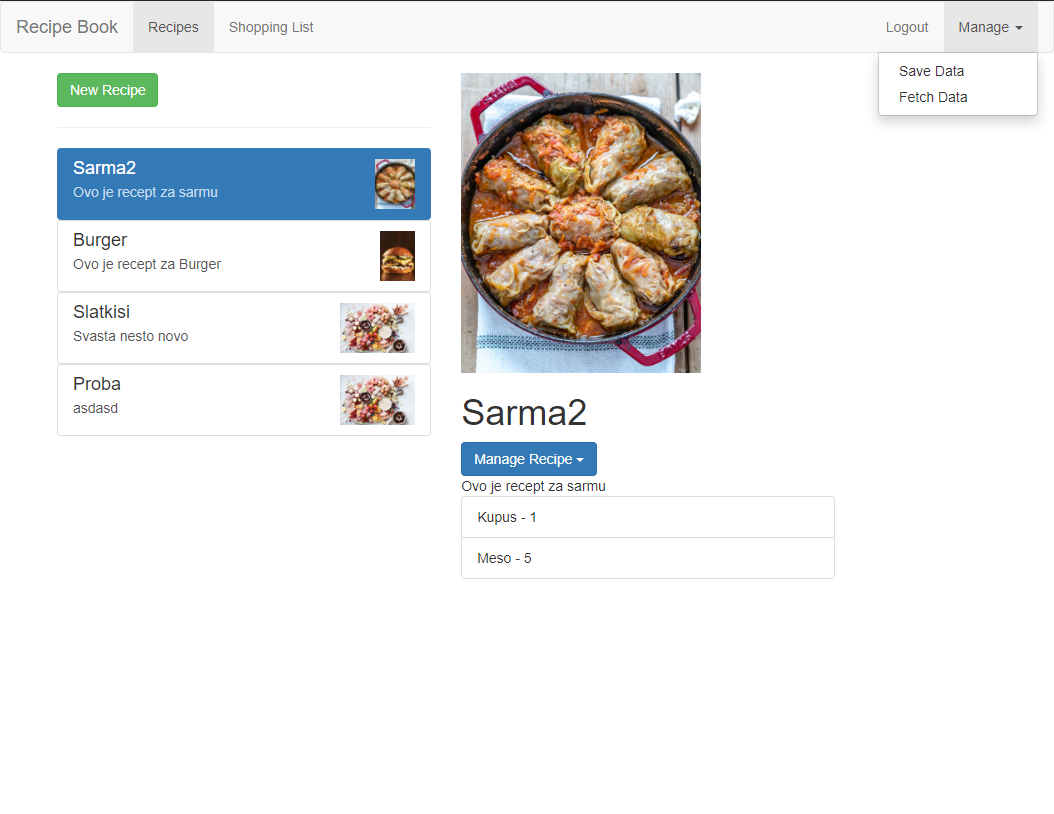 Recipe Book
Recipes
Shopping List
Logout
Manage
Save Data
Fetch Data
New Recipe
Sarma2
Ovo je recept za sarmu
Burger
Ovo je recept za Burger
Slatkisi
Svasta nesto novo
Proba
asdasd
Sarma2
Manage Recipe
Ovo je recept za sarmu
Kupus - 1
Meso - 5